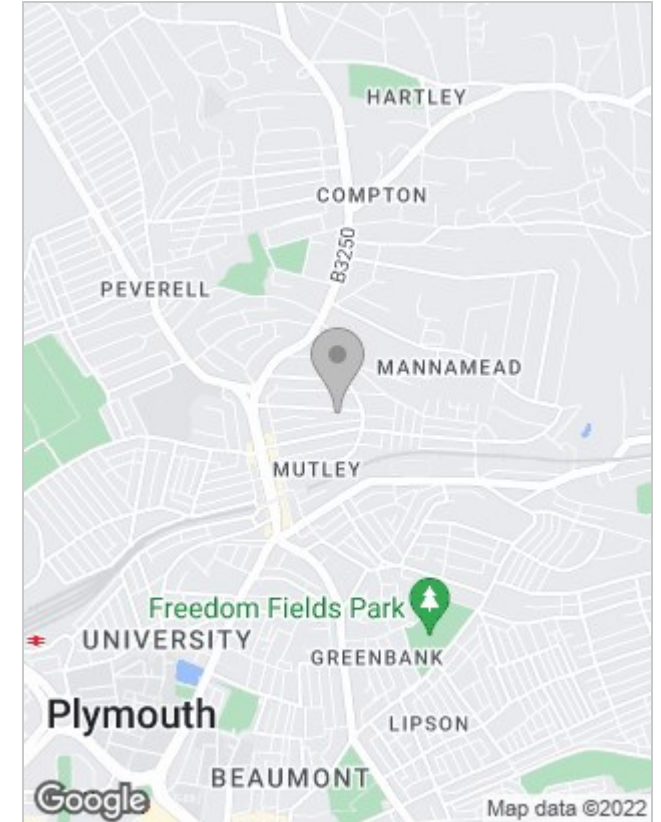 HARTLEY
COMPTON
B3250
PEVERELL
MANNAMEAD
MUTLEY
Freedom Fields Park
UNIVERSITY
GREENBANK
Plymouth
LIPSON
BEAUMONT
Google
Map data ©2022